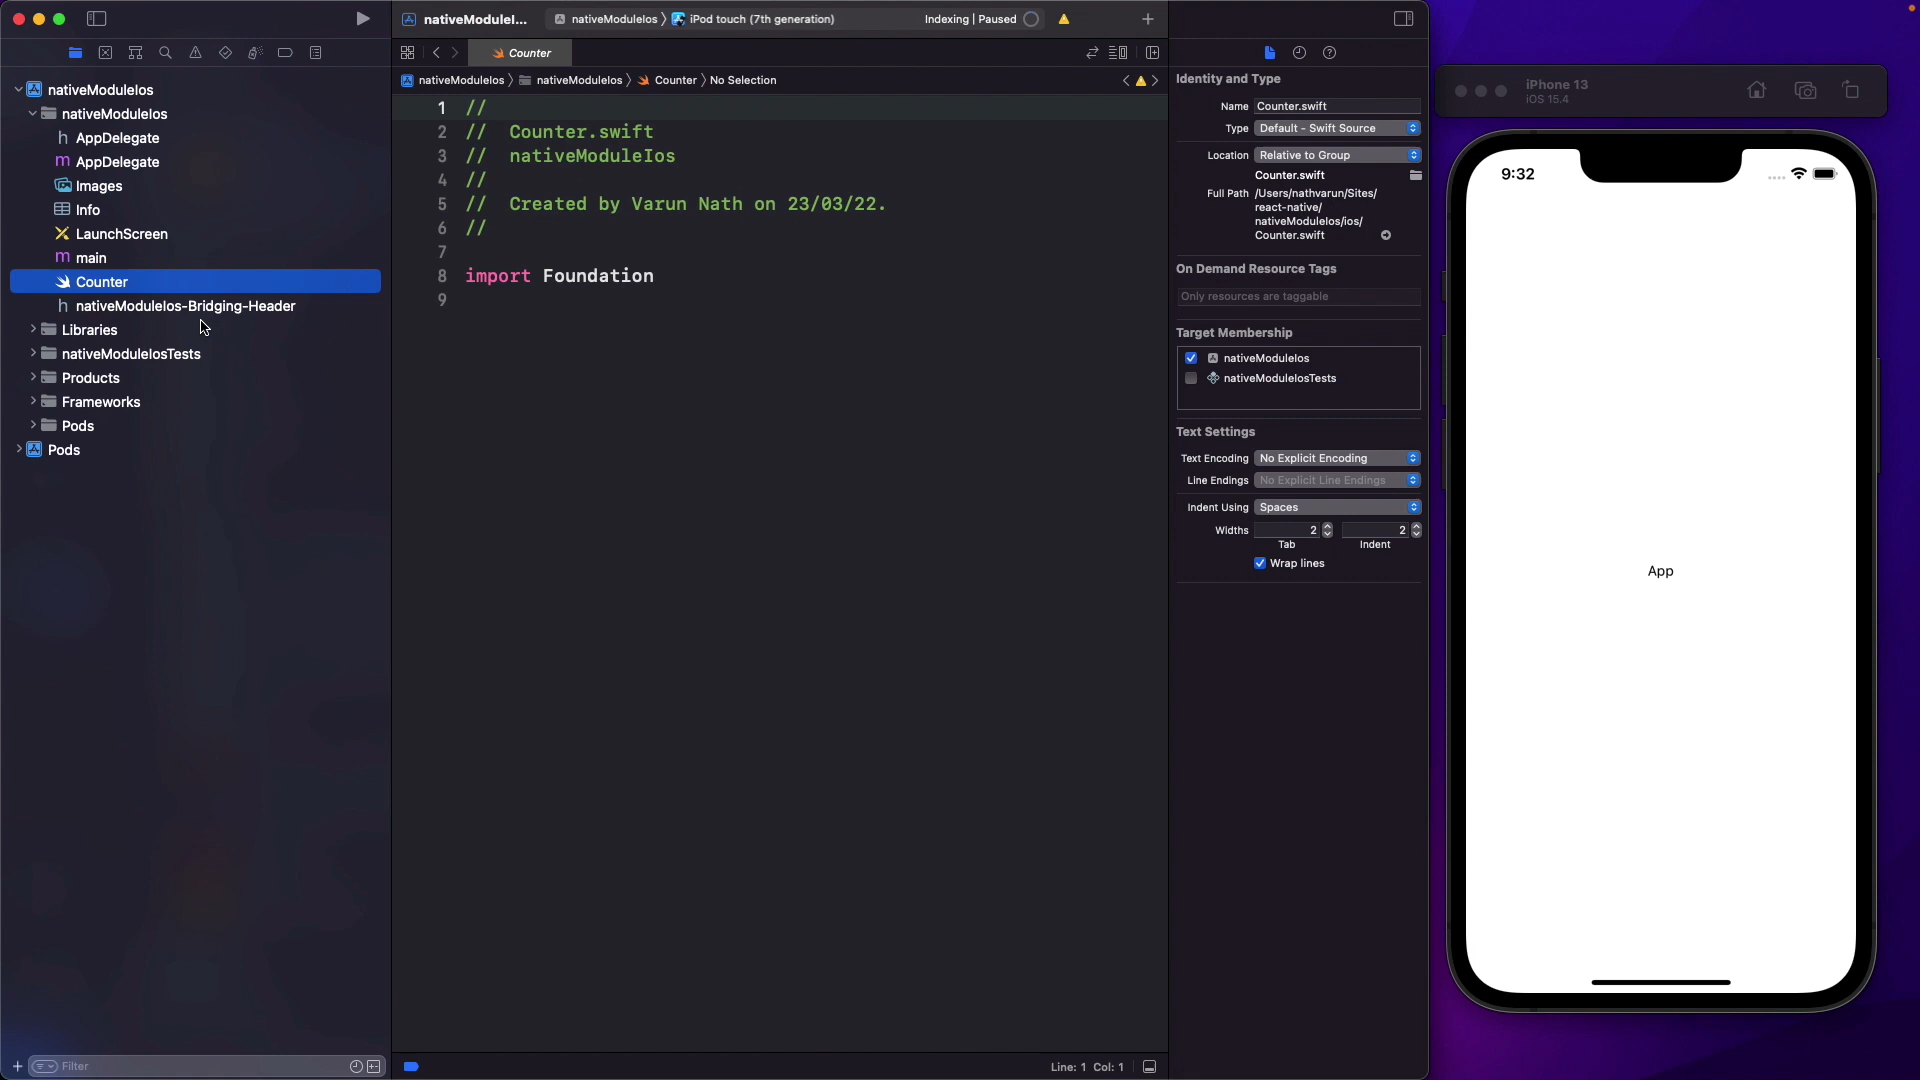 nativeModuleI...
nativeModuleIos
iPod touch (7th generation)
Indexing | Paused
Counter
nativeModuleIos
nativeModuleIos
Counter
No Selection
nativeModuleIos
nativeModuleIos
AppDelegate
AppDelegate
Images
Info
LaunchScreen
main
Counter
nativeModuleIos-Bridging-Header
Libraries
nativeModuleIosTests
Products
Frameworks
Pods
Pods
Filter
1 //
2 // Counter.swift
3 // nativeModuleIos
4 //
5 // Created by Varun Nath on 23/03/22.
6 //
7
8 import Foundation
9
Line: 1 Col: 1
Identity and Type
Name Counter.swift
Type Default - Swift Source
Location Relative to Group
Counter.swift
Full Path /Users/nathvarun/Sites/
react-native/
nativeModuleIos/ios/
Counter.swift
On Demand Resource Tags
Only resources are taggable
Target Membership
nativeModuleIos
nativeModuleIosTests
Text Settings
Text Encoding No Explicit Encoding
Line Endings No Explicit Line Endings
Indent Using Spaces
Widths 2 2
Tab Indent
Wrap lines
iPhone 13
iOS 15.4
9:32
App